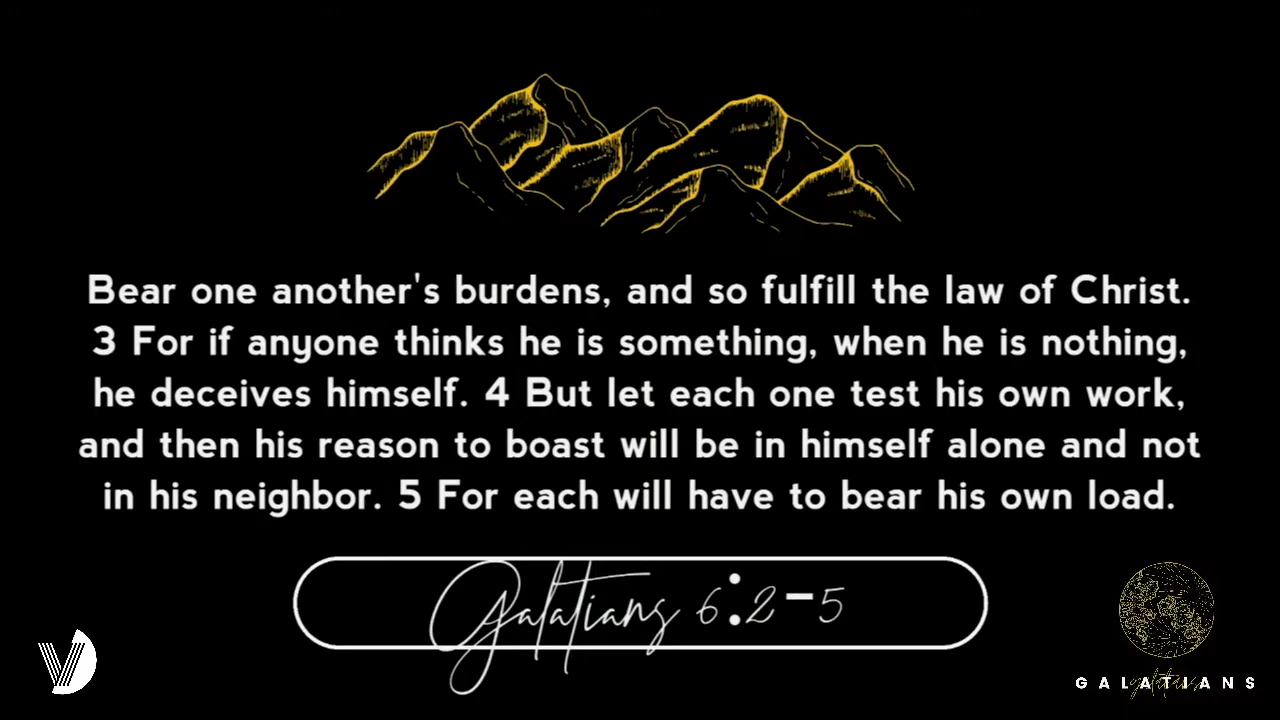 Bear one another's burdens, and so fulfill the law of Christ.
3 For if anyone thinks he is something, when he is nothing,
he deceives himself. 4 But let each one test his own work,
and then his reason to boast will be in himself alone and not
in his neighbor. 5 For each will have to bear his own load.
Galatians 6:2-5
V
GALATIANS
galatians